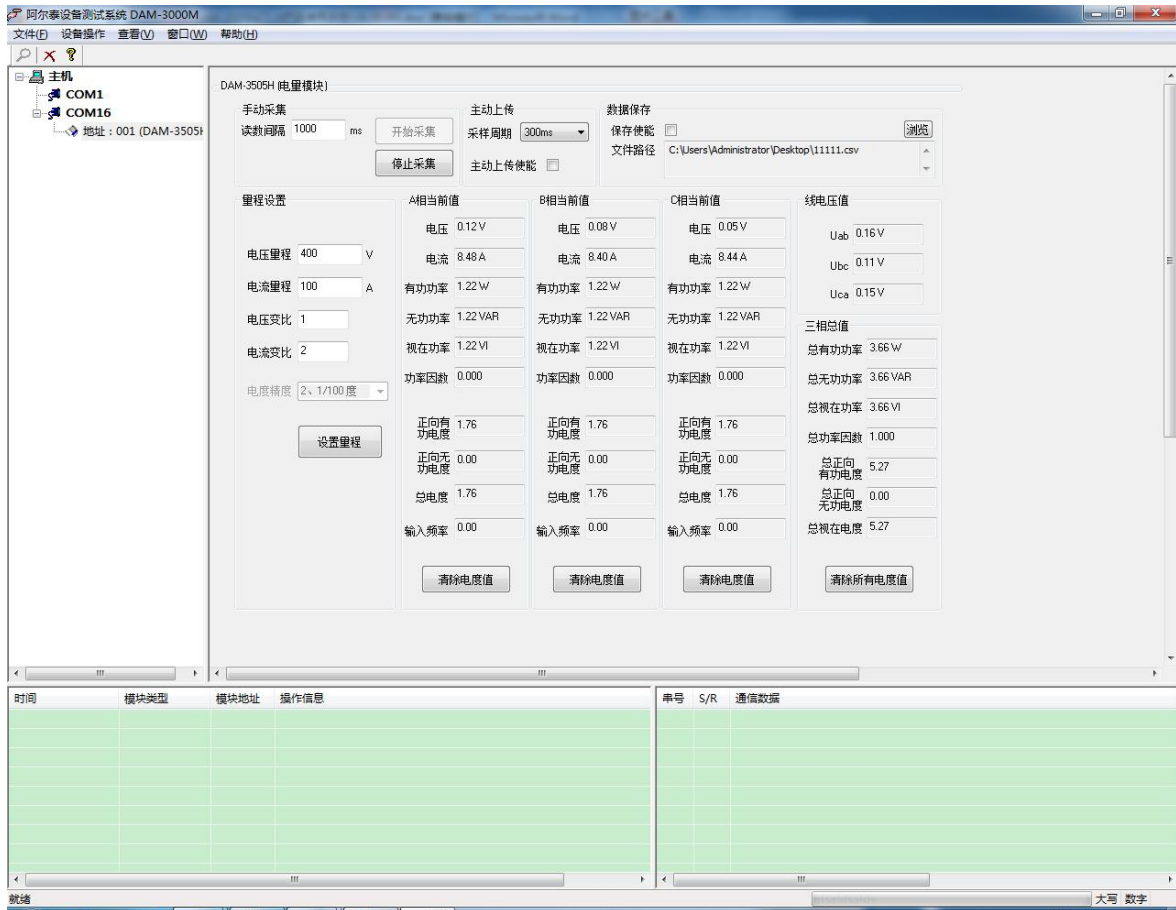 阿尔泰设备测试系统 DAM-3000M
文件(F) 设备操作 查看(V) 窗口(W) 帮助(H)
主机
COM1
COM16
地址：001 (DAM-3505H
DAM-3505H (电量模块)
手动采集
读数间隔 1000 ms 开始采集
停止采集
主动上传
采样周期 300ms
主动上传使能
数据保存
保存使能 浏览
文件路径 C:\Users\Administrator\Desktop\11111.csv
量程设置
电压量程 400 V
电流量程 100 A
电压变比 1
电流变比 2
电度精度 2、1/100度
设置量程
A相当前值
电压 0.12 V
电流 8.48 A
有功功率 1.22 W
无功功率 1.22 VAR
视在功率 1.22 VI
功率因数 0.000
正向有
功电度 1.76
正向无
功电度 0.00
总电度 1.76
输入频率 0.00
清除电度值
B相当前值
电压 0.08 V
电流 8.40 A
有功功率 1.22 W
无功功率 1.22 VAR
视在功率 1.22 VI
功率因数 0.000
正向有
功电度 1.76
正向无
功电度 0.00
总电度 1.76
输入频率 0.00
清除电度值
C相当前值
电压 0.05 V
电流 8.44 A
有功功率 1.22 W
无功功率 1.22 VAR
视在功率 1.22 VI
功率因数 0.000
正向有
功电度 1.76
正向无
功电度 0.00
总电度 1.76
输入频率 0.00
清除电度值
线电压值
Uab 0.16 V
Ubc 0.11 V
Uca 0.15 V
三相总值
总有功功率 3.66 W
总无功功率 3.66 VAR
总视在功率 3.66 VI
总功率因数 1.000
总正向
有功电度 5.27
总正向
无功电度 0.00
总视在电度 5.27
清除所有电度值
时间 模块类型 模块地址 操作信息
串号 S/R 通信数据
就绪 大写 数字